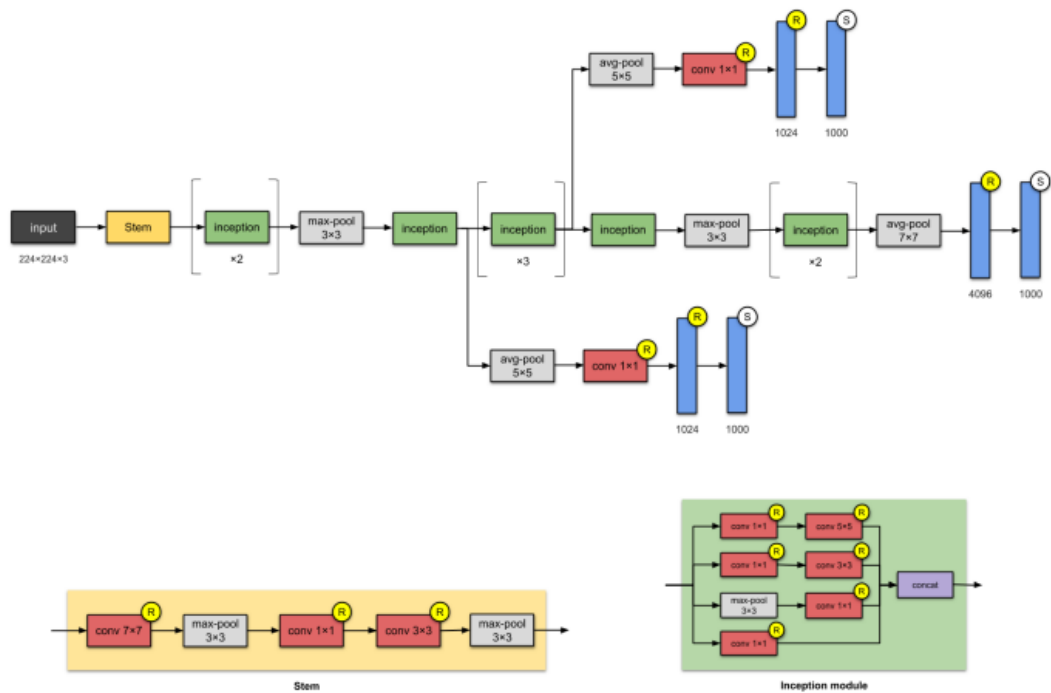 R
S
avg-pool
5×5
R
conv 1×1
1024
1000
R
S
input
Stem
inception
max-pool
3×3
inception
inception
inception
max-pool
3×3
inception
avg-pool
7×7
224×224×3
×2
×3
×2
4096
1000
R
S
avg-pool
5×5
R
conv 1×1
1024
1000
R
conv 7×7
max-pool
3×3
R
conv 1×1
R
conv 3×3
max-pool
3×3
Stem
R
conv 1×1
R
conv 5×5
R
conv 1×1
R
conv 3×3
max-pool
3×3
R
conv 1×1
R
conv 1×1
concat
Inception module